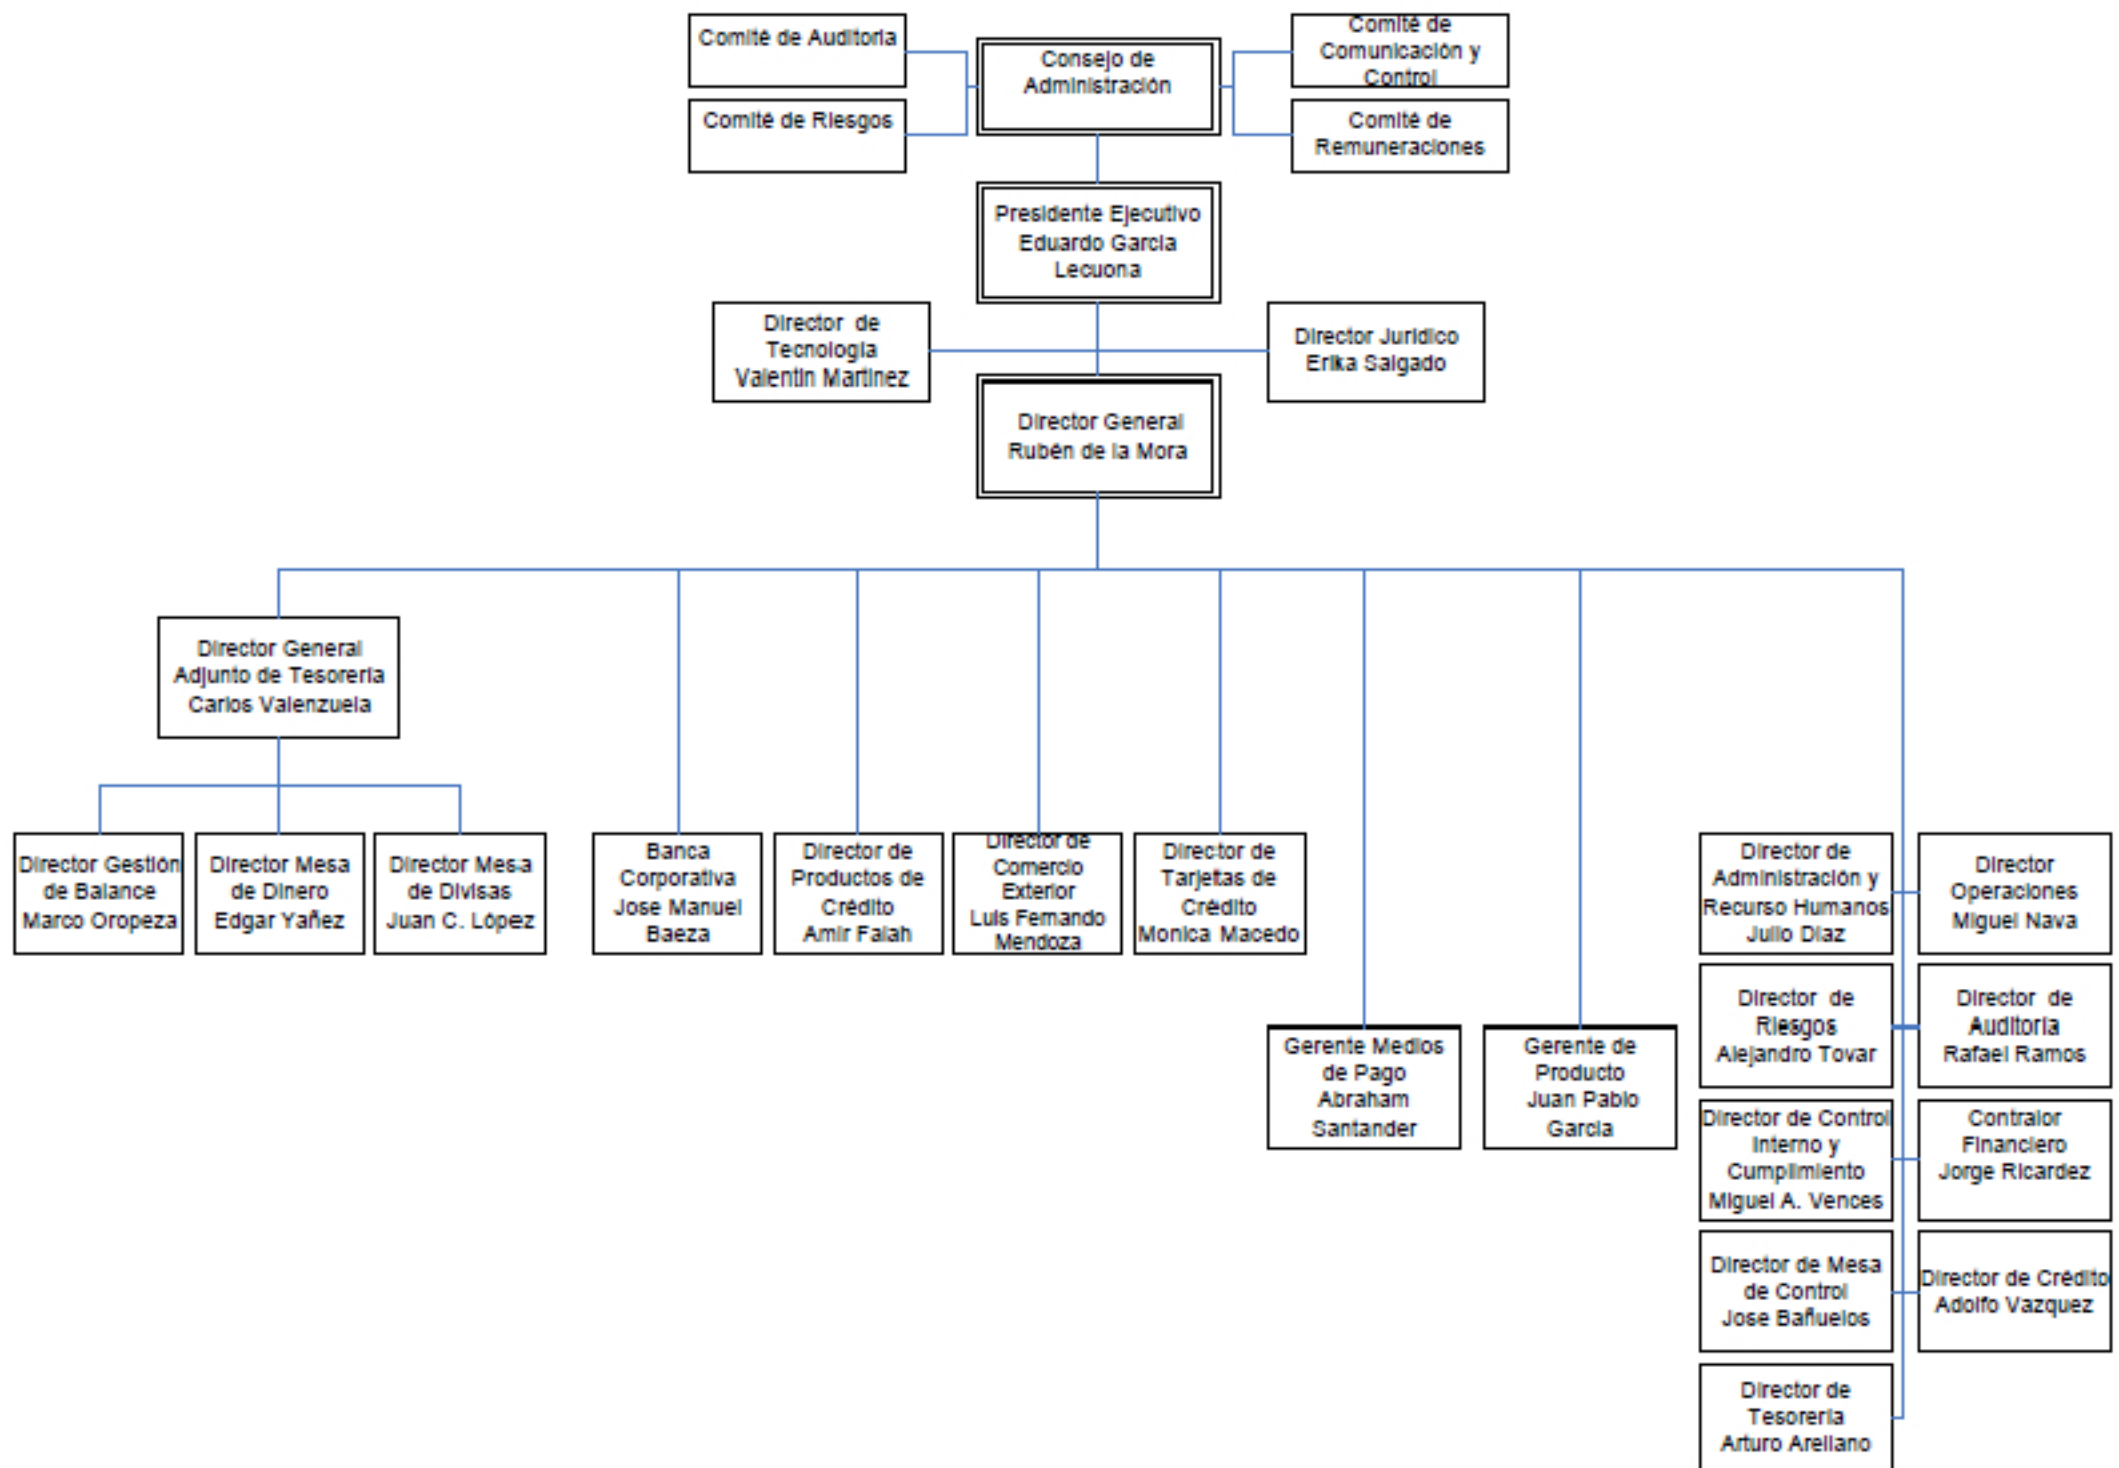 Comité de Auditoria
Comité de Riesgos
Consejo de
Administración
Comité de
Comunicación y
Control
Comité de
Remuneraciones
Presidente Ejecutivo
Eduardo Garcia
Lecuona
Director de
Tecnologia
Valentin Martinez
Director Juridico
Erika Salgado
Director General
Rubén de la Mora
Director General
Adjunto de Tesoreria
Carlos Valenzuela
Director Gestión
de Balance
Marco Oropeza
Director Mesa
de Dinero
Edgar Yañez
Director Mesa
de Divisas
Juan C. López
Banca
Corporativa
Jose Manuel
Baeza
Director de
Productos de
Crédito
Amir Falah
Director de
Comercio
Exterior
Luis Fernando
Mendoza
Director de
Tarjetas de
Crédito
Monica Macedo
Gerente Medios
de Pago
Abraham
Santander
Gerente de
Producto
Juan Pablo
Garcia
Director de
Administración y
Recurso Humanos
Julio Diaz
Director
Operaciones
Miguel Nava
Director de
Riesgos
Alejandro Tovar
Director de
Auditoria
Rafael Ramos
Director de Control
Interno y
Cumplimiento
Miguel A. Vences
Contralor
Financiero
Jorge Ricardez
Director de Mesa
de Control
Jose Bañuelos
Director de Crédito
Adolfo Vazquez
Director de
Tesoreria
Arturo Arellano